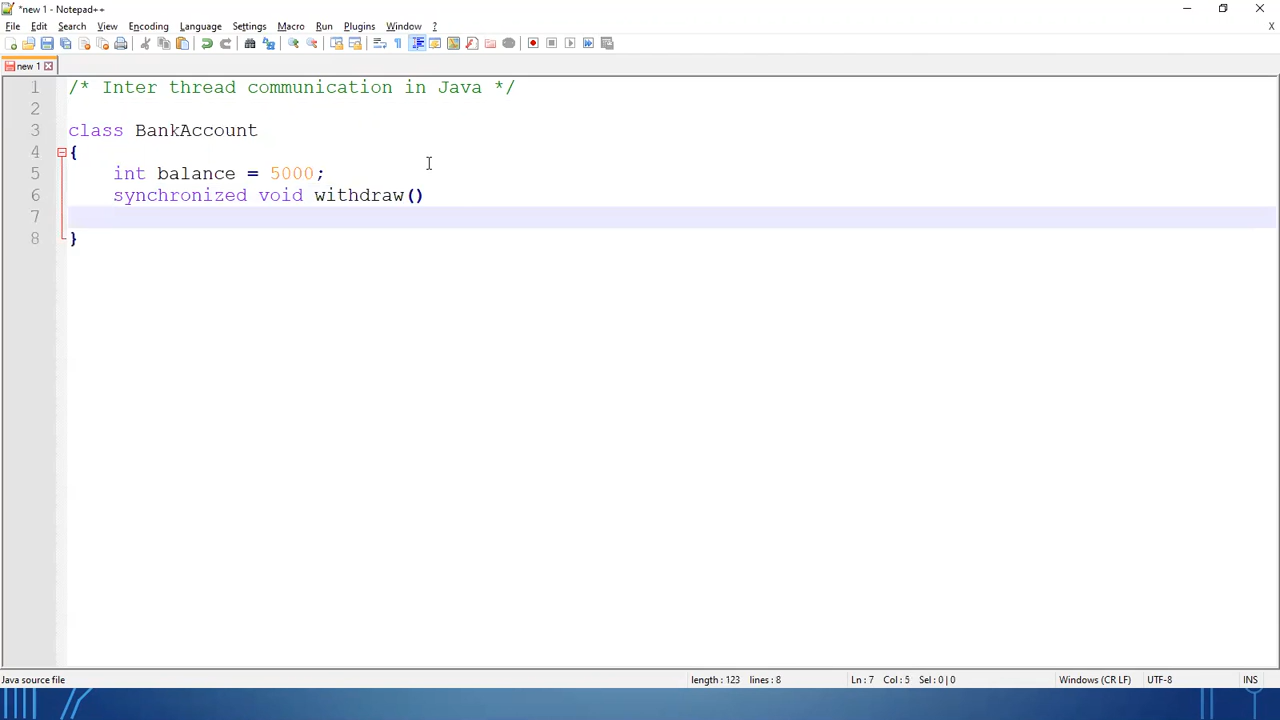 *new 1 - Notepad++
File Edit Search View Encoding Language Settings Macro Run Plugins Window ?
X
new 1
1 /* Inter thread communication in Java */
2
3 class BankAccount
4 {
5 int balance = 5000;
6 synchronized void withdraw()
7
8 }
Java source file length : 123 lines : 8 Ln : 7 Col : 5 Sel : 0 | 0 Windows (CR LF) UTF-8 INS